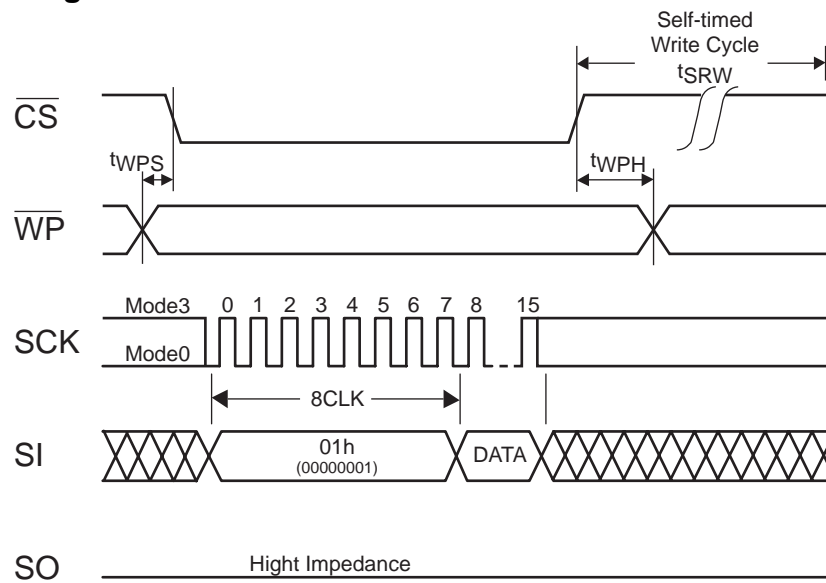 Self-timed
Write Cycle
tSRW
CS
tWPS
tWPH
WP
Mode3
0 1 2 3 4 5 6 7 8 15
SCK
Mode0
8CLK
SI
01h
(00000001)
DATA
SO
Hight Impedance